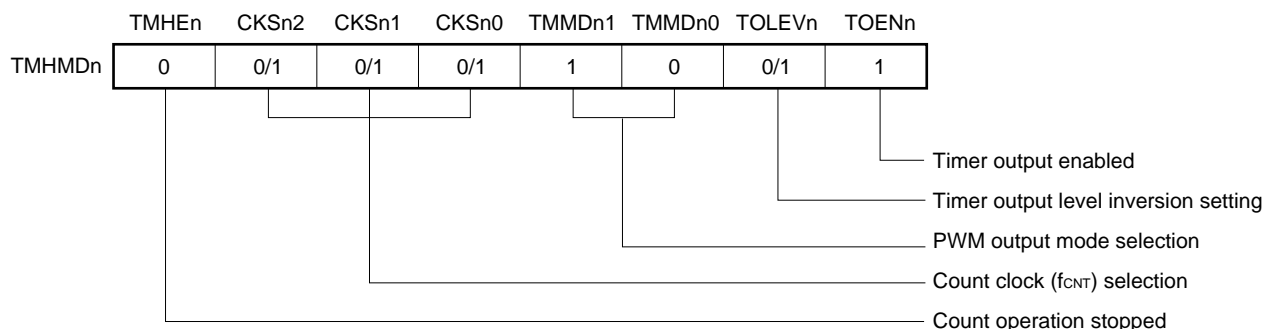 TMHEn CKSn2 CKSn1 CKSn0 TMMDn1 TMMDn0 TOLEVn TOENn
TMHMDn 0 0/1 0/1 0/1 1 0 0/1 1
Timer output enabled
Timer output level inversion setting
PWM output mode selection
Count clock (fCNT) selection
Count operation stopped